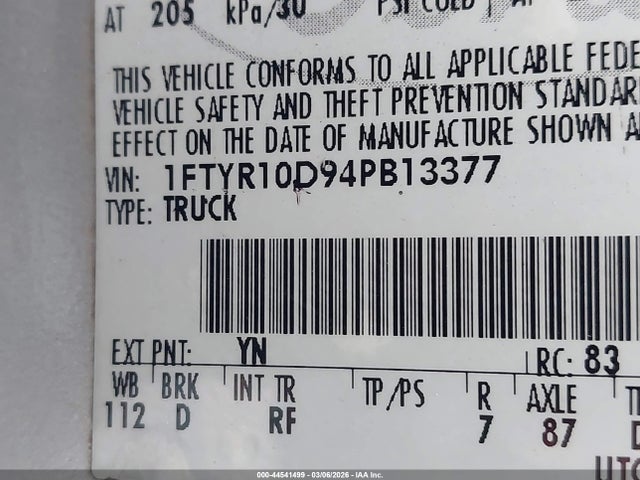 AT 205 kPa/30 PSI COLD
THIS VEHICLE CONFORMS TO ALL APPLICABLE FEDE
VEHICLE SAFETY AND THEFT PREVENTION STANDAR
EFFECT ON THE DATE OF MANUFACTURE SHOWN A
VIN: 1FTYR10D94PB13377
TYPE: TRUCK
EXT PNT: YN RC: 83
WB BRK INT TR TP/PS R AXLE
112 D RF 7 87
000-44541499 - 03/06/2026 - IAA Inc.